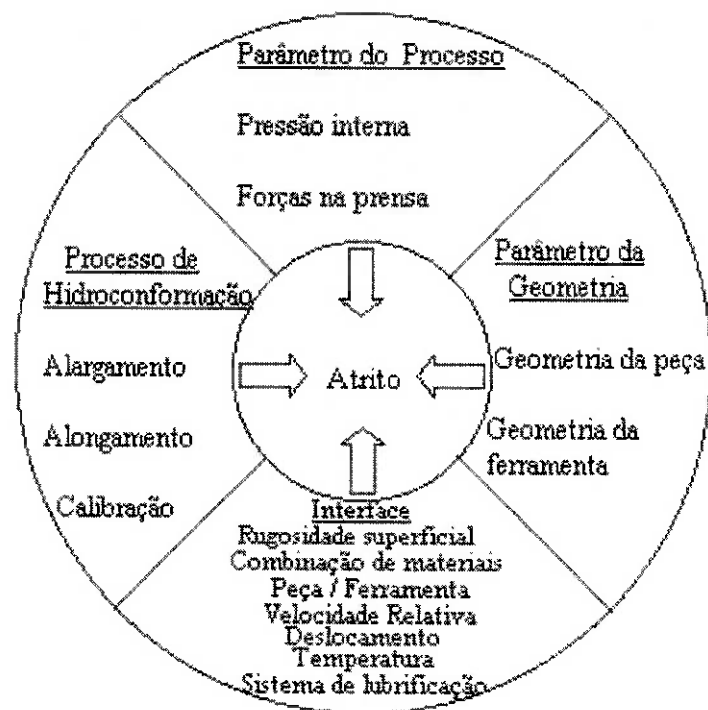 Parâmetro do Processo
Pressão interna
Forças na prensa
Processo de
Hidroconformação
Alargamento
Alongamento
Calibração
Atrito
Parâmetro da
Geometria
Geometria da peça
Geometria da
ferramenta
Interface
Rugosidade superficial
Combinação de materiais
Peça / Ferramenta
Velocidade Relativa
Deslocamento
Temperatura
Sistema de lubrificação